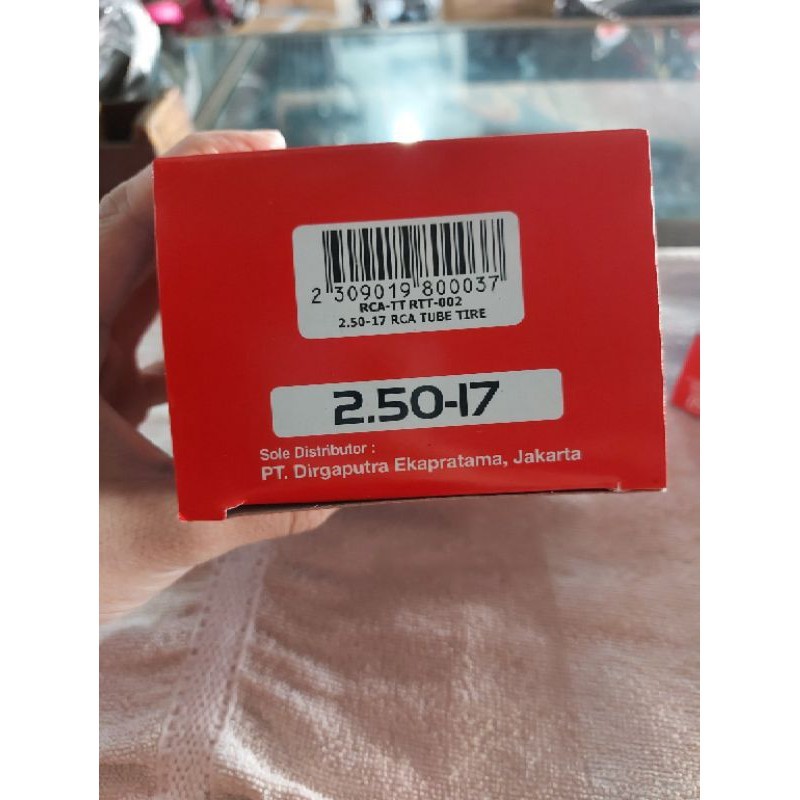 2 309019 800037
RCA-TT RTT-002
2.50-17 RCA TUBE TIRE
2.50-17
Sole Distributor :
PT. Dirgaputra Ekapratama, Jakarta